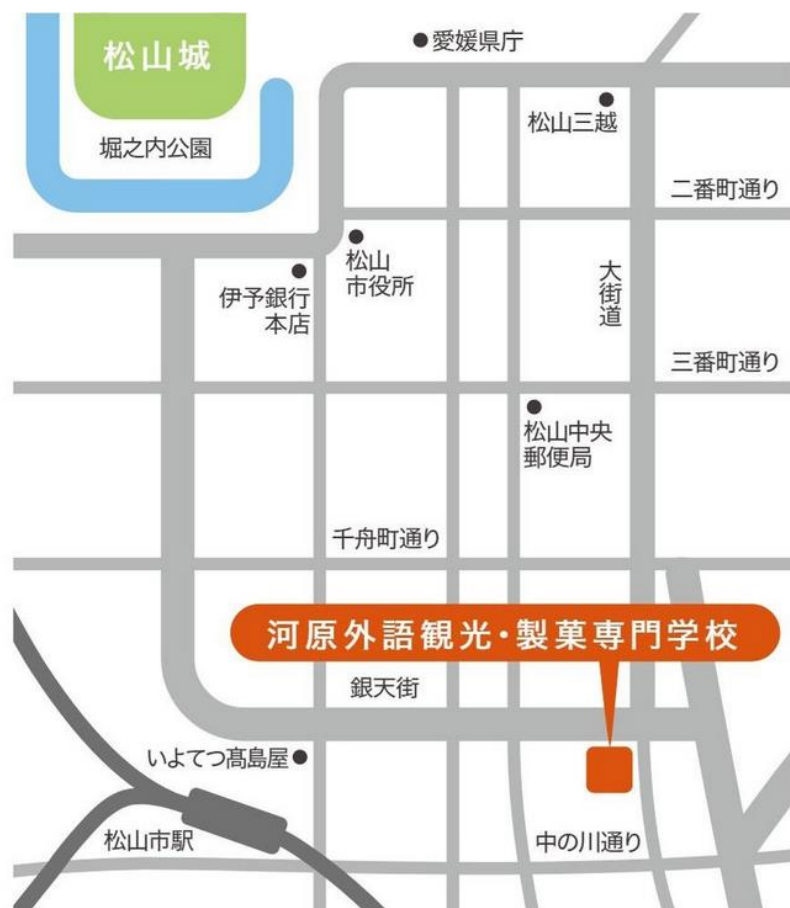 松山城
愛媛県庁
松山三越
堀之内公園
二番町通り
松山
市役所
大街道
伊予銀行
本店
三番町通り
松山中央
郵便局
千舟町通り
河原外語観光・製菓専門学校
銀天街
いよてつ髙島屋
松山市駅
中の川通り